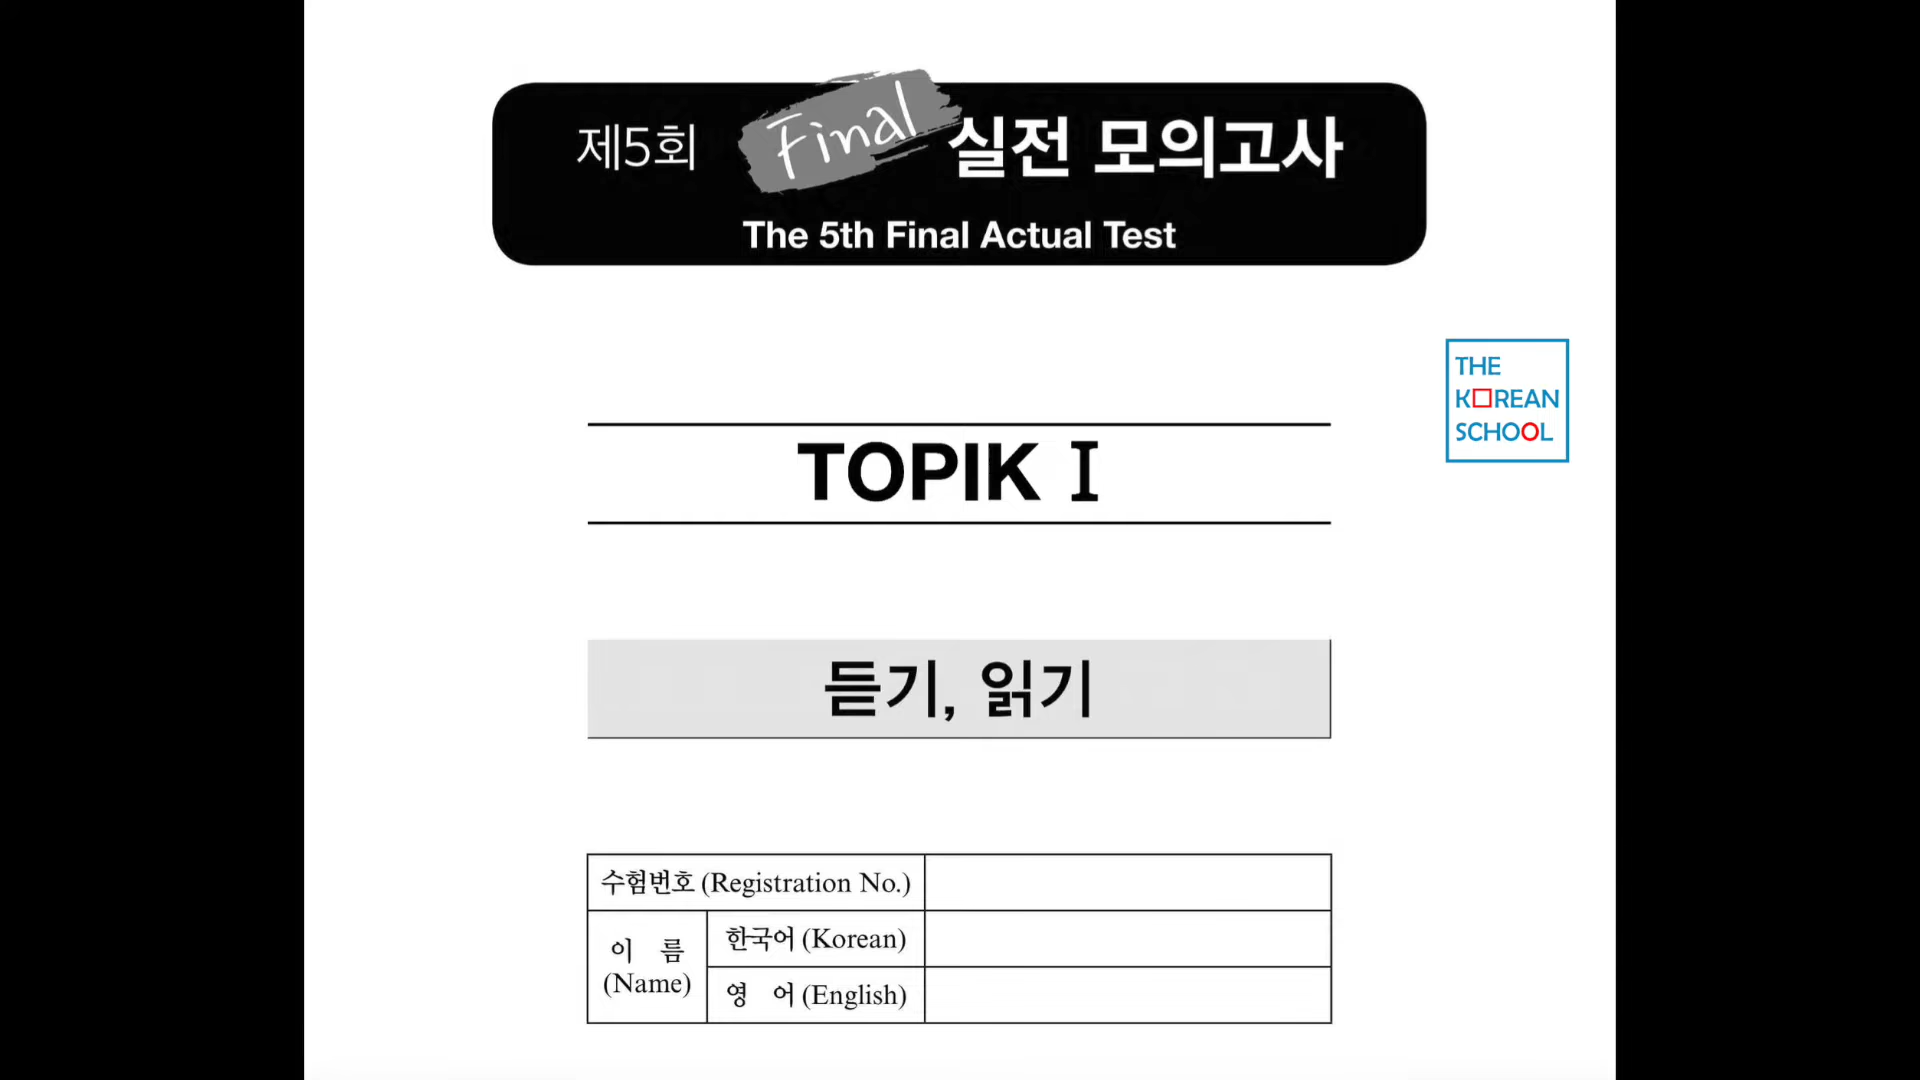 제5회 Final 실전 모의고사
The 5th Final Actual Test
THE
KOREAN
SCHOOL
TOPIK Ⅰ
듣기, 읽기
수험번호 (Registration No.)
이 름
(Name)
한국어 (Korean)
영 어 (English)